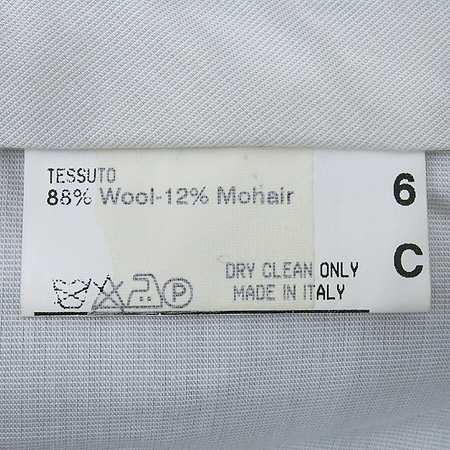 TESSUTO
88% Wool-12% Mohair
6
C
P
DRY CLEAN ONLY
MADE IN ITALY